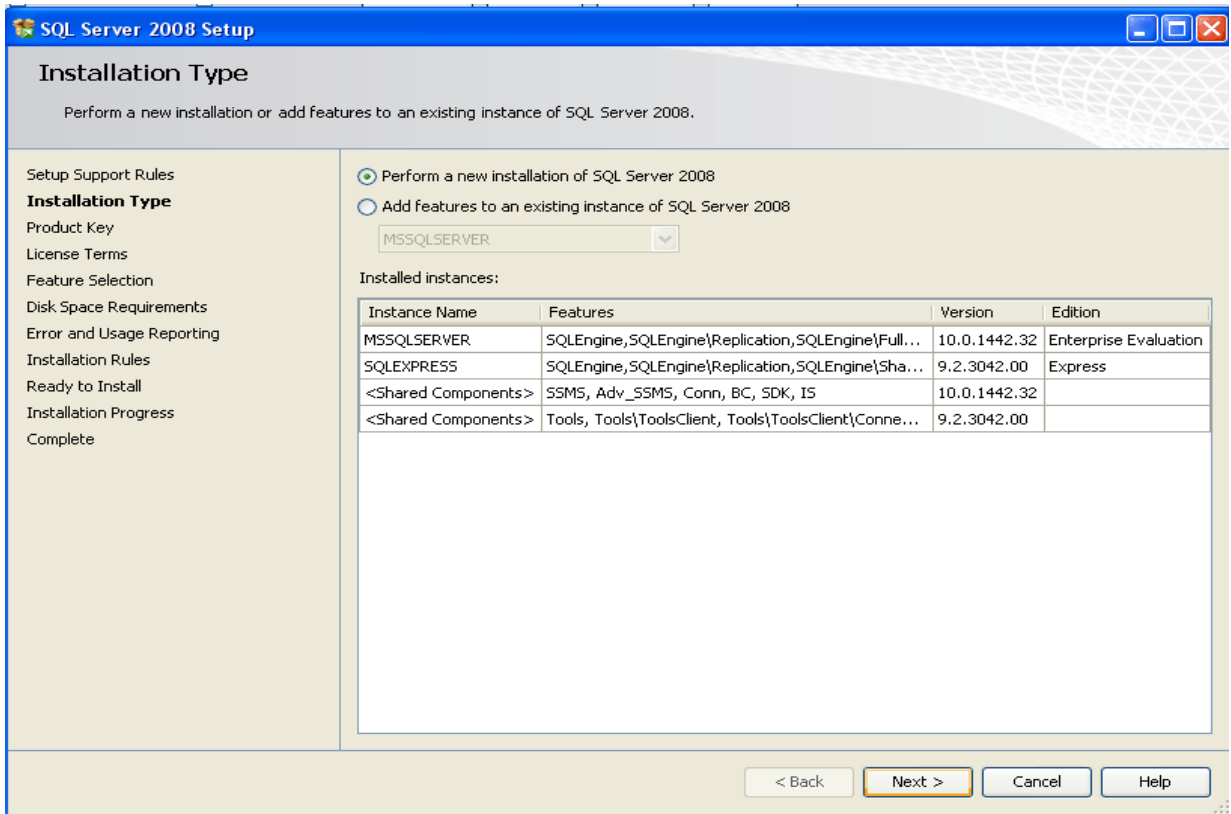 SQL Server 2008 Setup
Installation Type
Perform a new installation or add features to an existing instance of SQL Server 2008.
Setup Support Rules
Installation Type
Product Key
License Terms
Feature Selection
Disk Space Requirements
Error and Usage Reporting
Installation Rules
Ready to Install
Installation Progress
Complete
Perform a new installation of SQL Server 2008
Add features to an existing instance of SQL Server 2008
MSSQLSERVER
Installed instances:
Instance Name Features Version Edition
MSSQLSERVER SQLEngine,SQLEngine\Replication,SQLEngine\Full... 10.0.1442.32 Enterprise Evaluation
SQLEXPRESS SQLEngine,SQLEngine\Replication,SQLEngine\Sha... 9.2.3042.00 Express
<Shared Components> SSMS, Adv_SSMS, Conn, BC, SDK, IS 10.0.1442.32
<Shared Components> Tools, Tools\ToolsClient, Tools\ToolsClient\Conne... 9.2.3042.00
< Back Next > Cancel Help